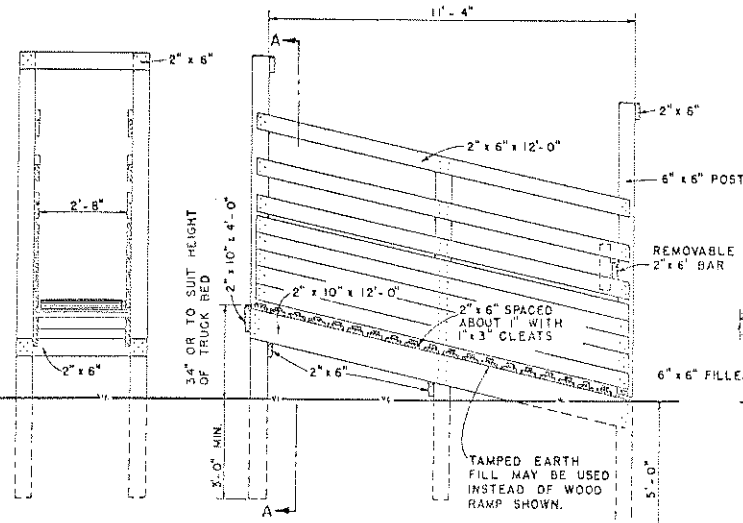 11'-4"
A
2" x 6"
2" x 6"
2" x 6" x 12'-0"
6" x 6" POST
2'-8"
34" OR TO SUIT HEIGHT
OF TRUCK BED
2" x 10" x 4'-0"
REMOVABLE
2" x 6" BAR
2" x 10" x 12'-0"
2" x 6" SPACED
ABOUT 1" WITH
1" x 3" CLEATS
2" x 6"
2" x 6"
6" x 6" FILLE
3'-0" MIN.
TAMPED EARTH
FILL MAY BE USED
INSTEAD OF WOOD
RAMP SHOWN.
5'-0"
A